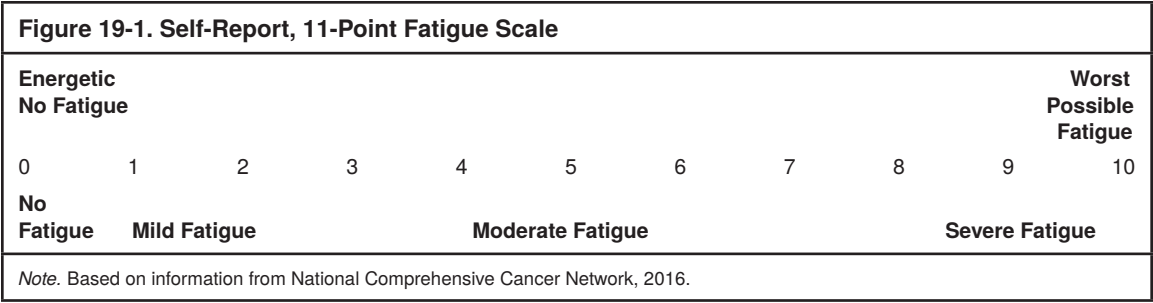 Figure 19-1. Self-Report, 11-Point Fatigue Scale
Energetic
No Fatigue
Worst
Possible
Fatigue
0 1 2 3 4 5 6 7 8 9 10
No
Fatigue Mild Fatigue Moderate Fatigue Severe Fatigue
Note. Based on information from National Comprehensive Cancer Network, 2016.